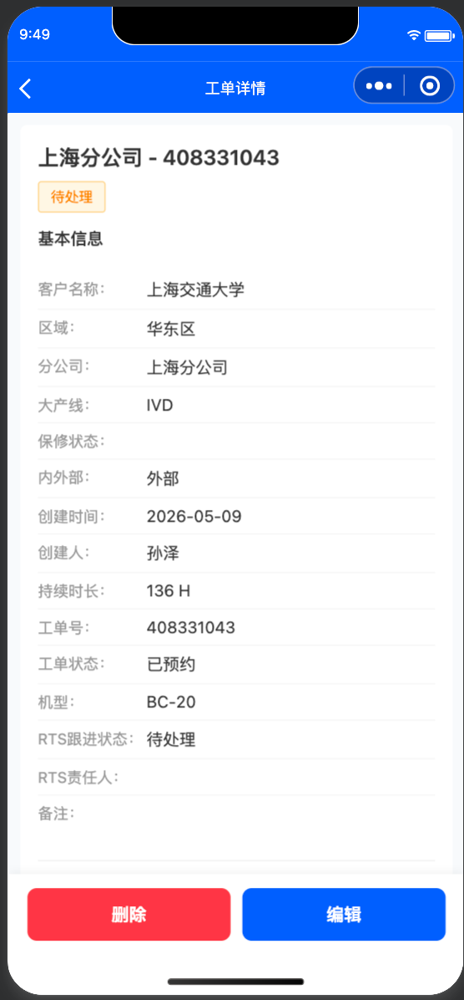 9:49
工单详情
上海分公司 - 408331043
待处理
基本信息
客户名称： 上海交通大学
区域： 华东区
分公司： 上海分公司
大产线： IVD
保修状态：
内外部： 外部
创建时间： 2026-05-09
创建人： 孙泽
持续时长： 136 H
工单号： 408331043
工单状态： 已预约
机型： BC-20
RTS跟进状态： 待处理
RTS责任人：
备注：
删除 编辑